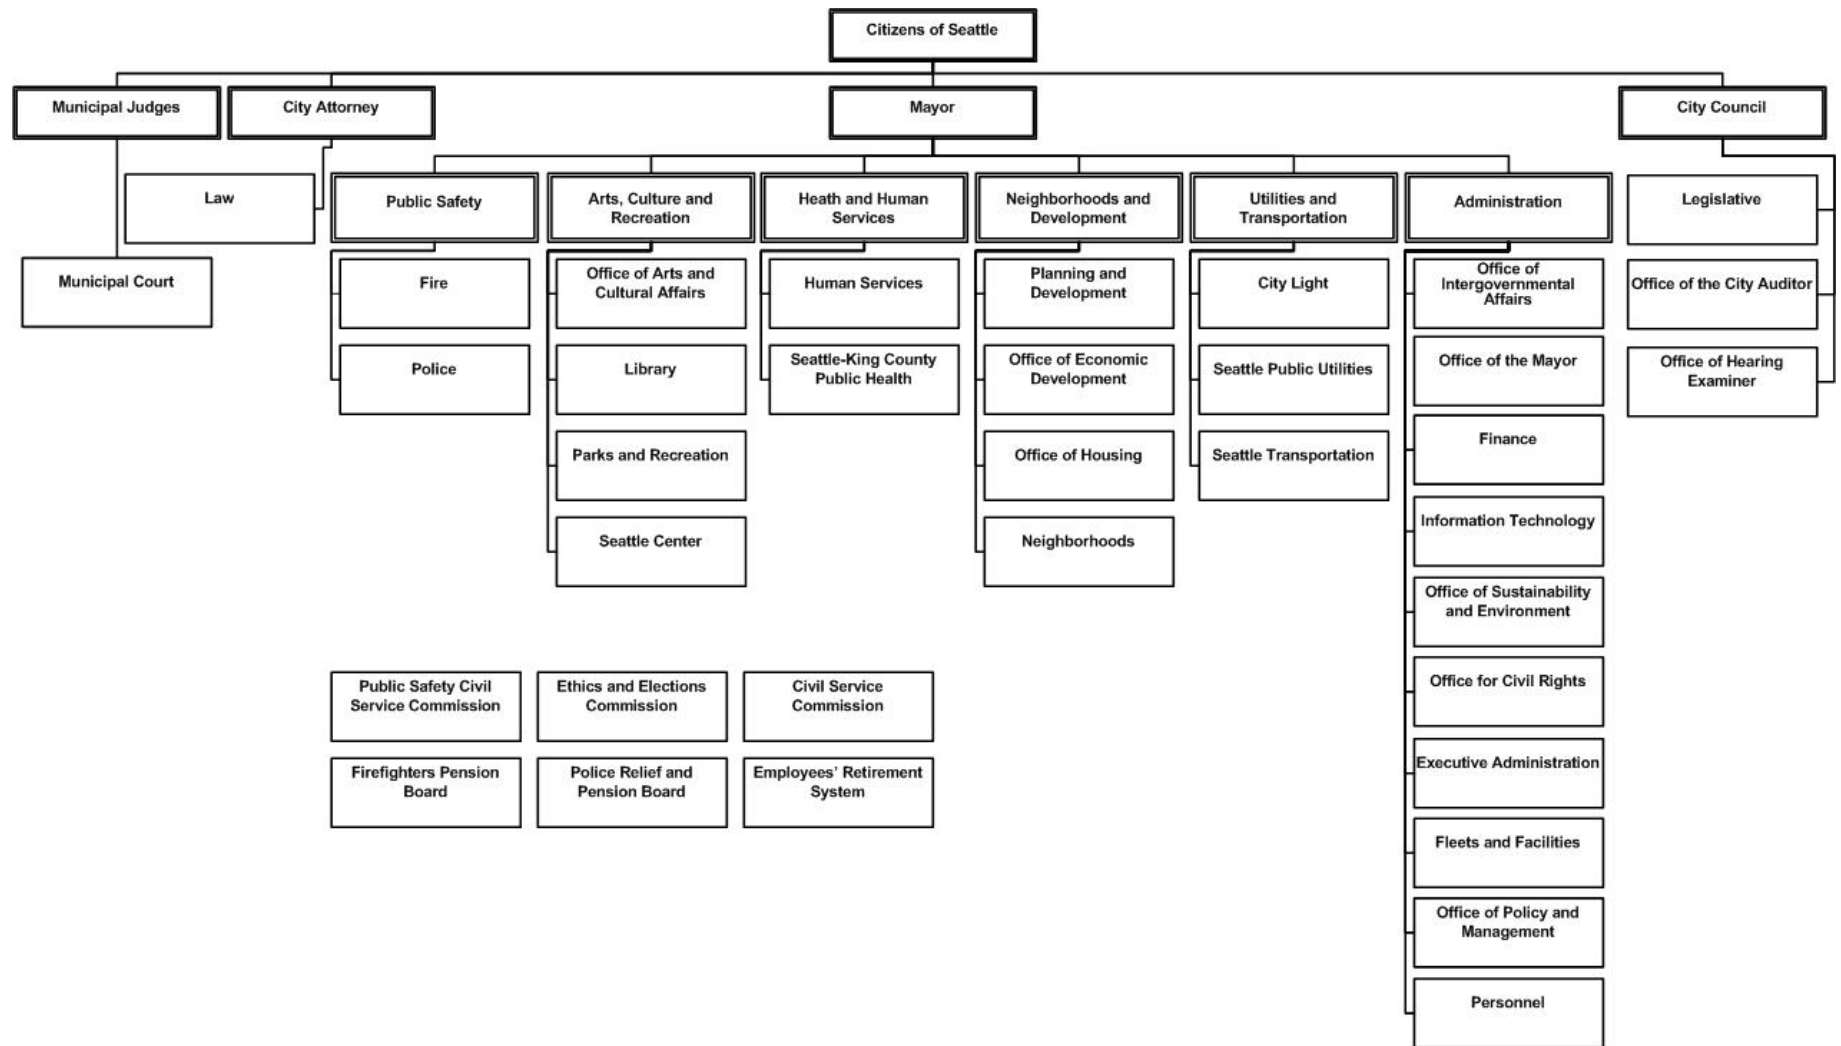 Citizens of Seattle
Municipal Judges
City Attorney
Mayor
City Council
Law
Public Safety
Arts, Culture and
Recreation
Heath and Human
Services
Neighborhoods and
Development
Utilities and
Transportation
Administration
Legislative
Municipal Court
Fire
Police
Office of Arts and
Cultural Affairs
Library
Parks and Recreation
Seattle Center
Human Services
Seattle-King County
Public Health
Planning and
Development
Office of Economic
Development
Office of Housing
Neighborhoods
City Light
Seattle Public Utilities
Seattle Transportation
Office of
Intergovernmental
Affairs
Office of the Mayor
Finance
Information Technology
Office of Sustainability
and Environment
Office for Civil Rights
Executive Administration
Fleets and Facilities
Office of Policy and
Management
Personnel
Office of the City Auditor
Office of Hearing
Examiner
Public Safety Civil
Service Commission
Ethics and Elections
Commission
Civil Service
Commission
Firefighters Pension
Board
Police Relief and
Pension Board
Employees’ Retirement
System